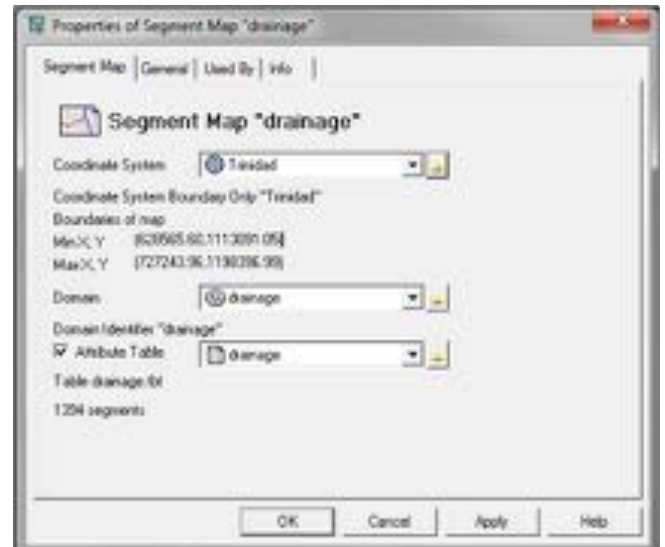 Properties of Segment Map "drainage"
Segment Map General Used By Info
Segment Map "drainage"
Coordinate System Trinidad
Coordinate System Boundary Only "Trinidad"
Boundaries of map
Min X, Y
Max X, Y
Domain drainage
Domain Identifier "drainage"
Attribute Table drainage
Table drainage.tbt
segments
OK Cancel Apply Help